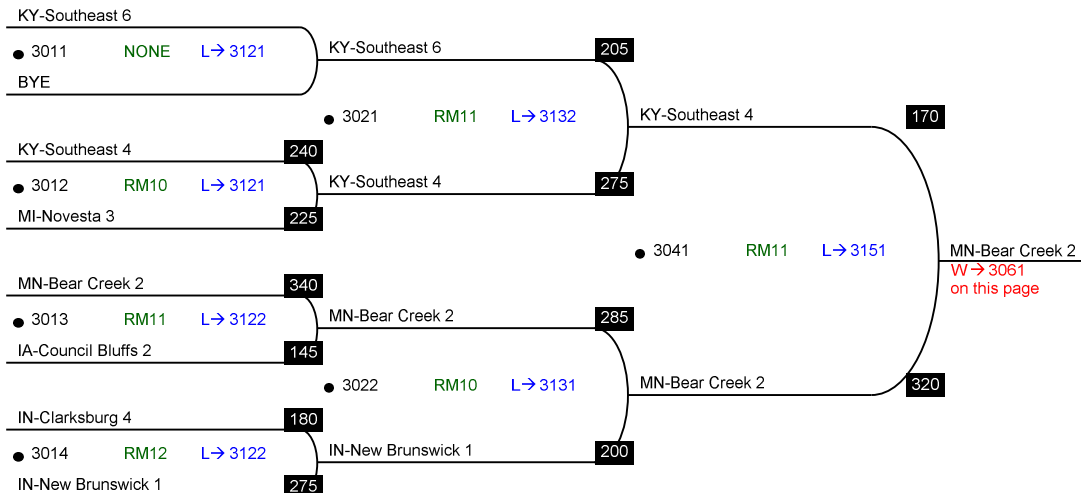 KY-Southeast 6
3011 NONE L→ 3121
BYE
KY-Southeast 4
240
3012 RM10 L→ 3121
MI-Novesta 3
225
MN-Bear Creek 2
340
3013 RM11 L→ 3122
IA-Council Bluffs 2
145
IN-Clarksburg 4
180
3014 RM12 L→ 3122
IN-New Brunswick 1
275
KY-Southeast 6
205
3021 RM11 L→ 3132
KY-Southeast 4
275
MN-Bear Creek 2
285
3022 RM10 L→ 3131
IN-New Brunswick 1
200
KY-Southeast 4
170
3041 RM11 L→ 3151
MN-Bear Creek 2
320
MN-Bear Creek 2
W→ 3061
on this page